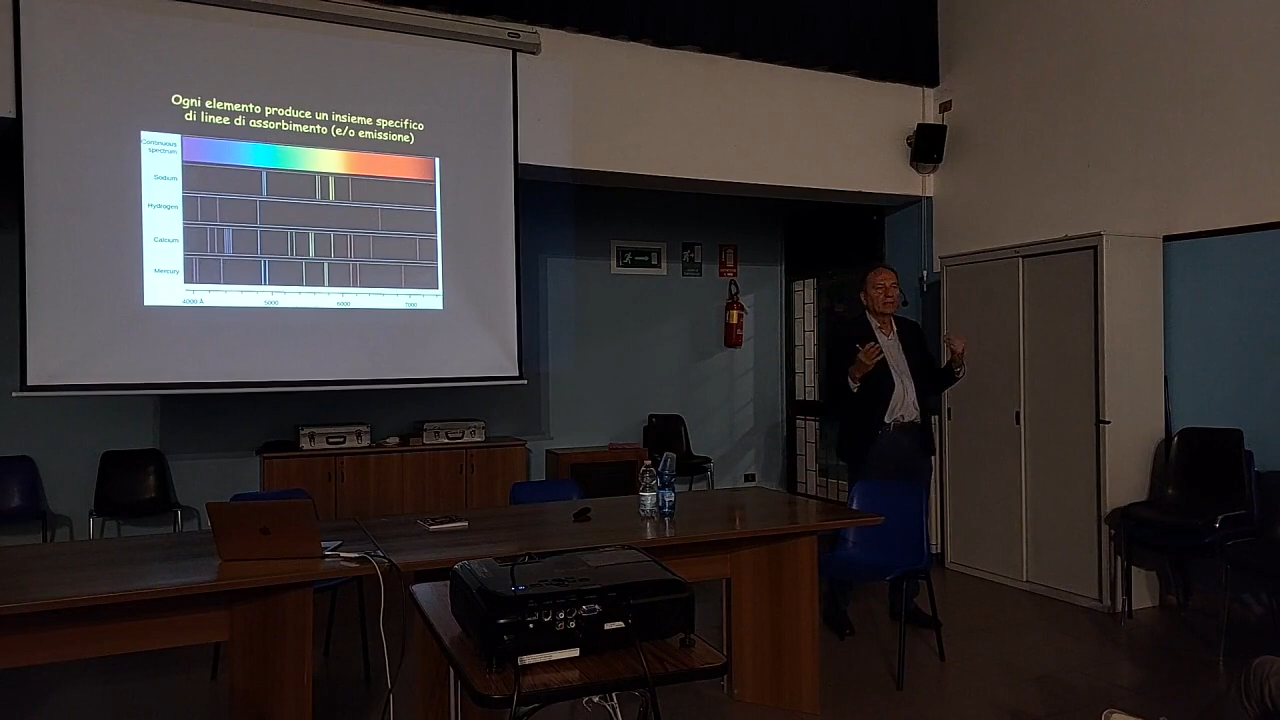 Ogni elemento produce un insieme specifico
di linee di assorbimento (e/o emissione)
Continuous
spectrum
Sodium
Hydrogen
Calcium
Mercury
4000 Å 5000 6000 7000